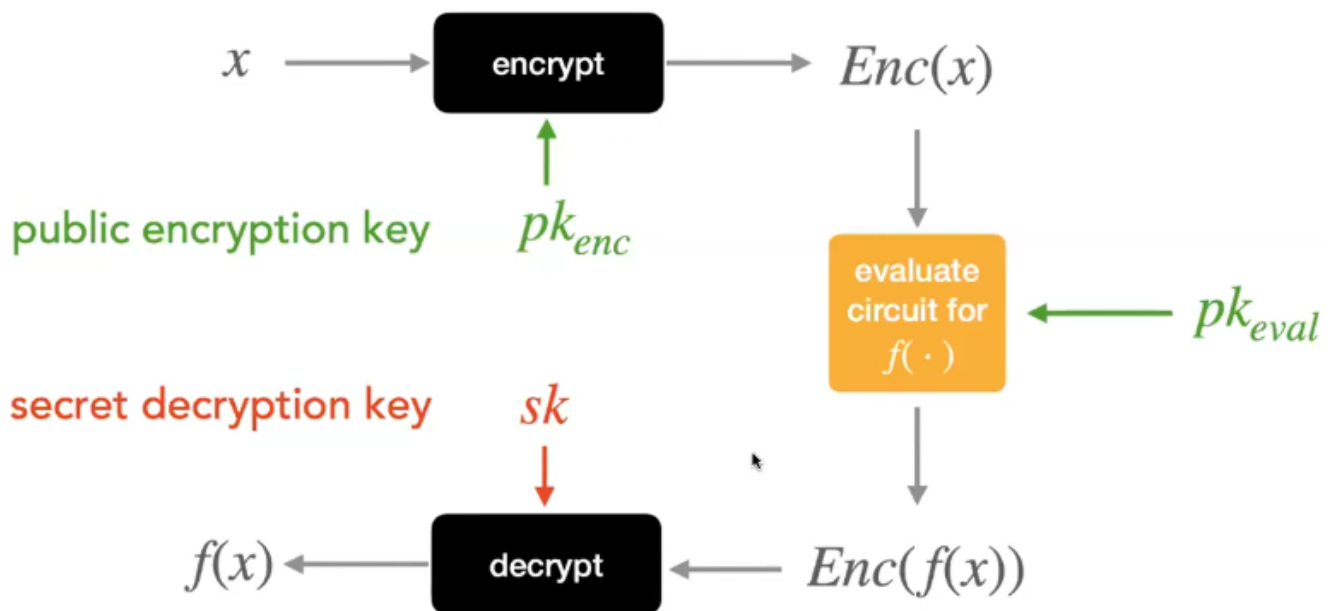 x
encrypt
Enc(x)
public encryption key
pk_enc
evaluate
circuit for
f( · )
pk_eval
secret decryption key
sk
f(x)
decrypt
Enc(f(x))